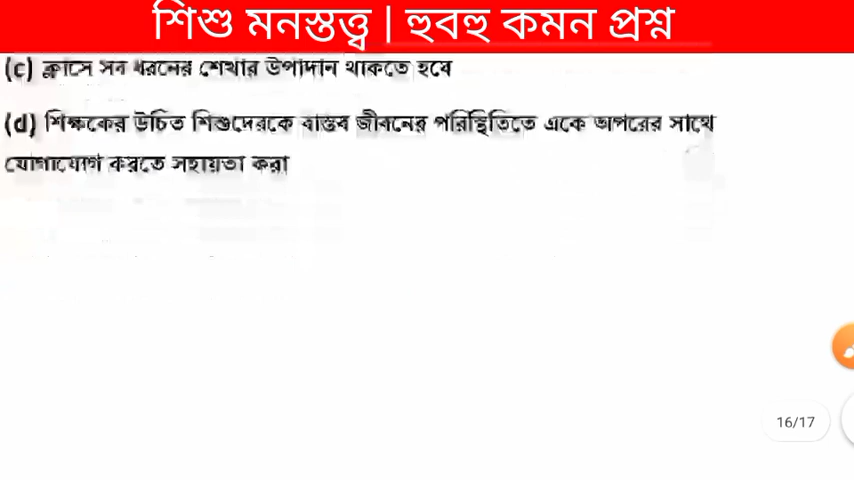 শিশু মনস্তত্ত্ব | হুবহু কমন প্রশ্ন
(c) ক্লাসে সব ধরনের শেখার উপাদান থাকতে হবে
(d) শিক্ষকের উচিত শিশুদেরকে বাস্তব জীবনের পরিস্থিতিতে একে অপরের সাথে
যোগাযোগ করতে সহায়তা করা
16/17